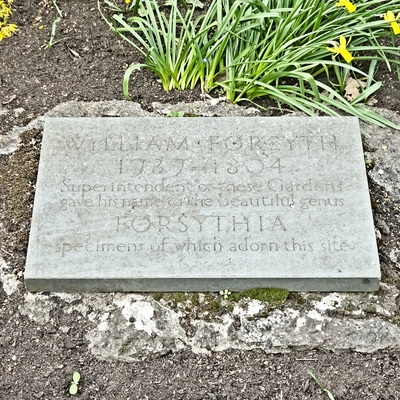 WILLIAM · FORSYTH
1737-1804
Superintendent of these Gardens
gave his name to the beautiful genus
FORSYTHIA
specimens of which adorn this site